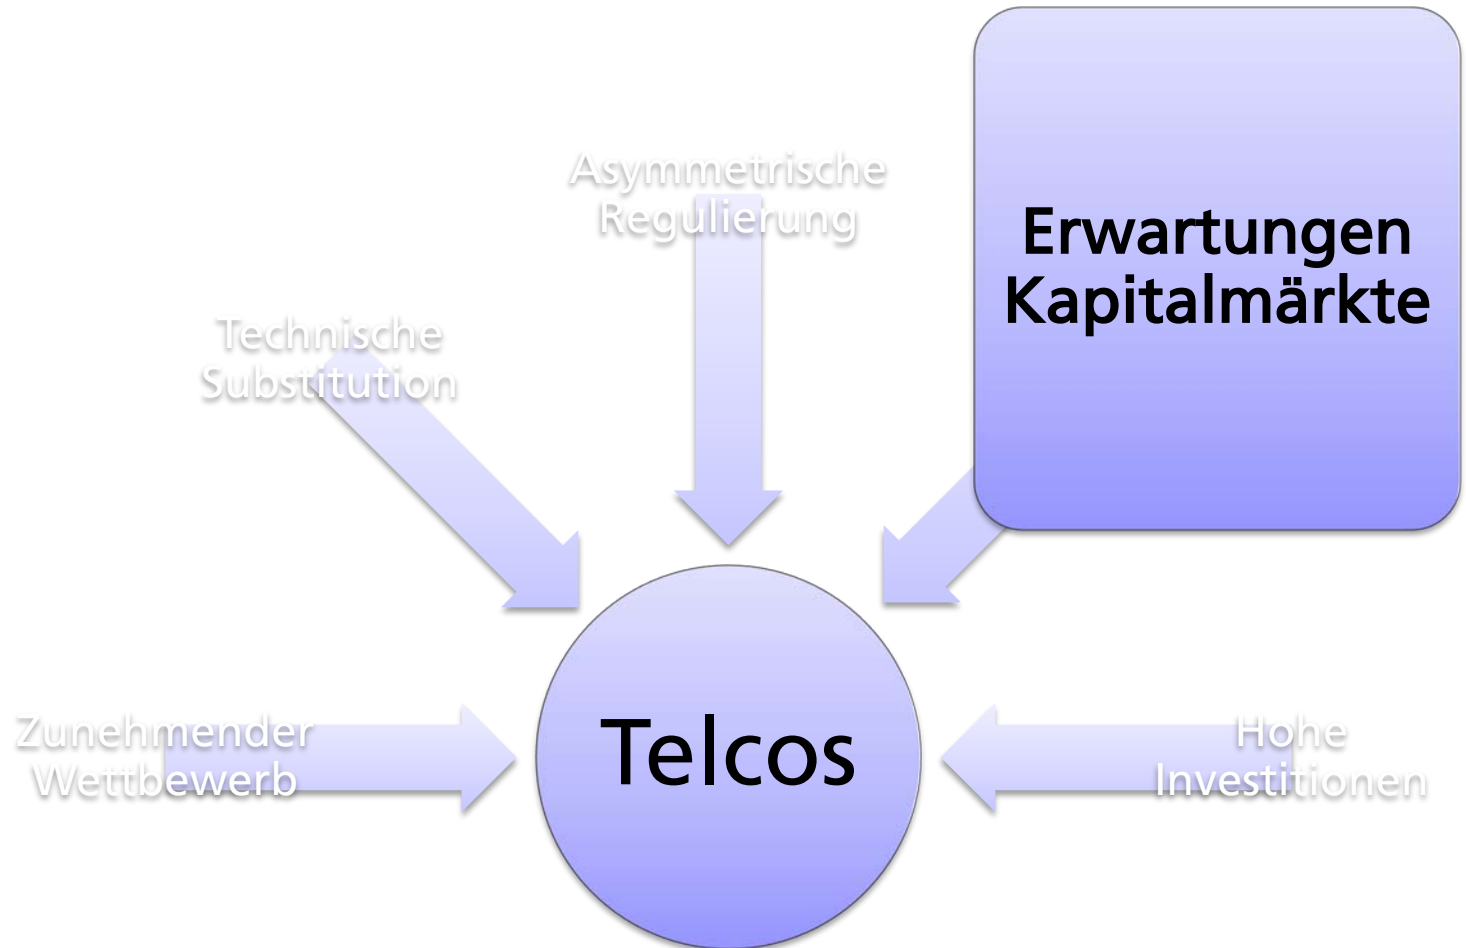 Asymmetrische
Regulierung
Erwartungen
Kapitalmärkte
Technische
Substitution
Zunehmender
Wettbewerb
Telcos
Hohe
Investitionen